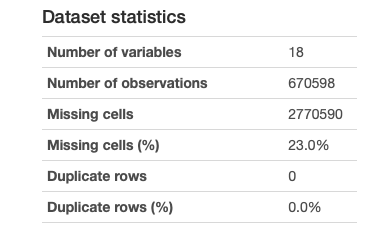 Dataset statistics
Number of variables 18
Number of observations 670598
Missing cells 2770590
Missing cells (%) 23.0%
Duplicate rows 0
Duplicate rows (%) 0.0%